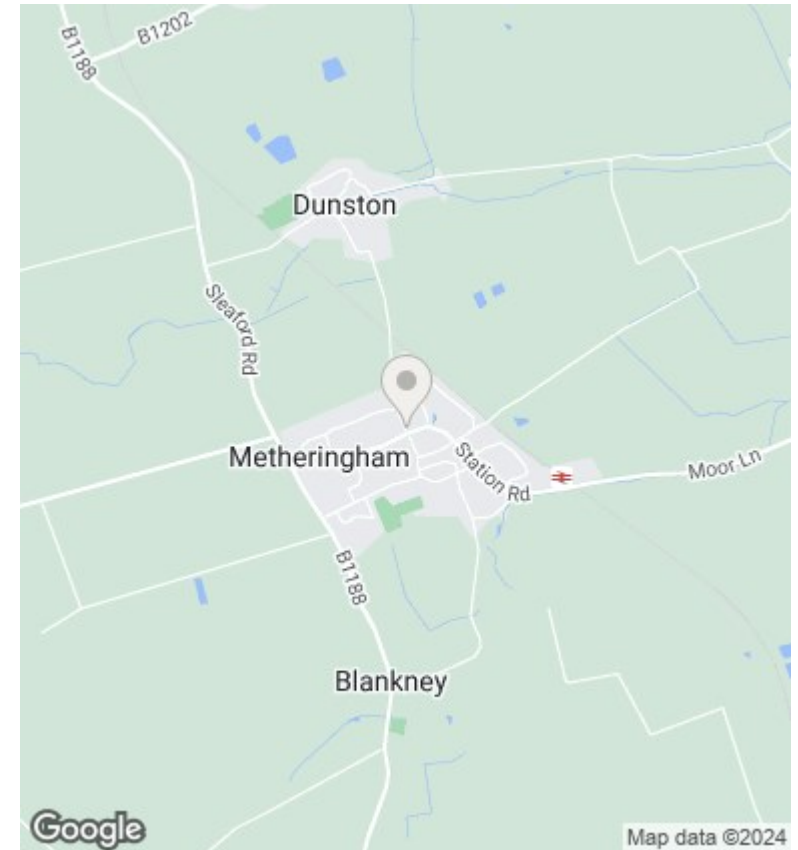 B1202
B1188
Dunston
Sleaford Rd
Metheringham
Station Rd
Moor Ln
B1188
Blankney
Google
Map data ©2024